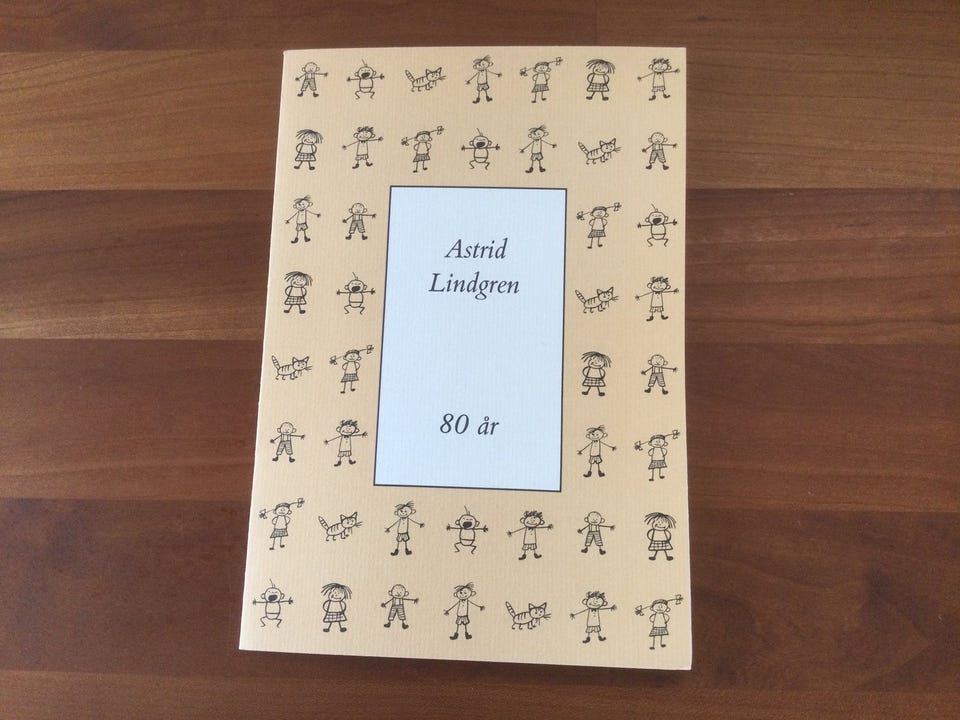 Astrid
Lindgren
80 år